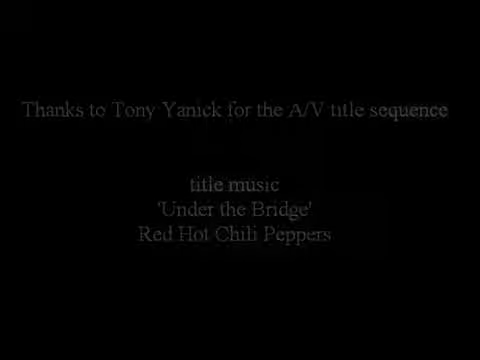 Thanks to Tony Yanick for the A/V title sequence
title music
'Under the Bridge'
Red Hot Chili Peppers